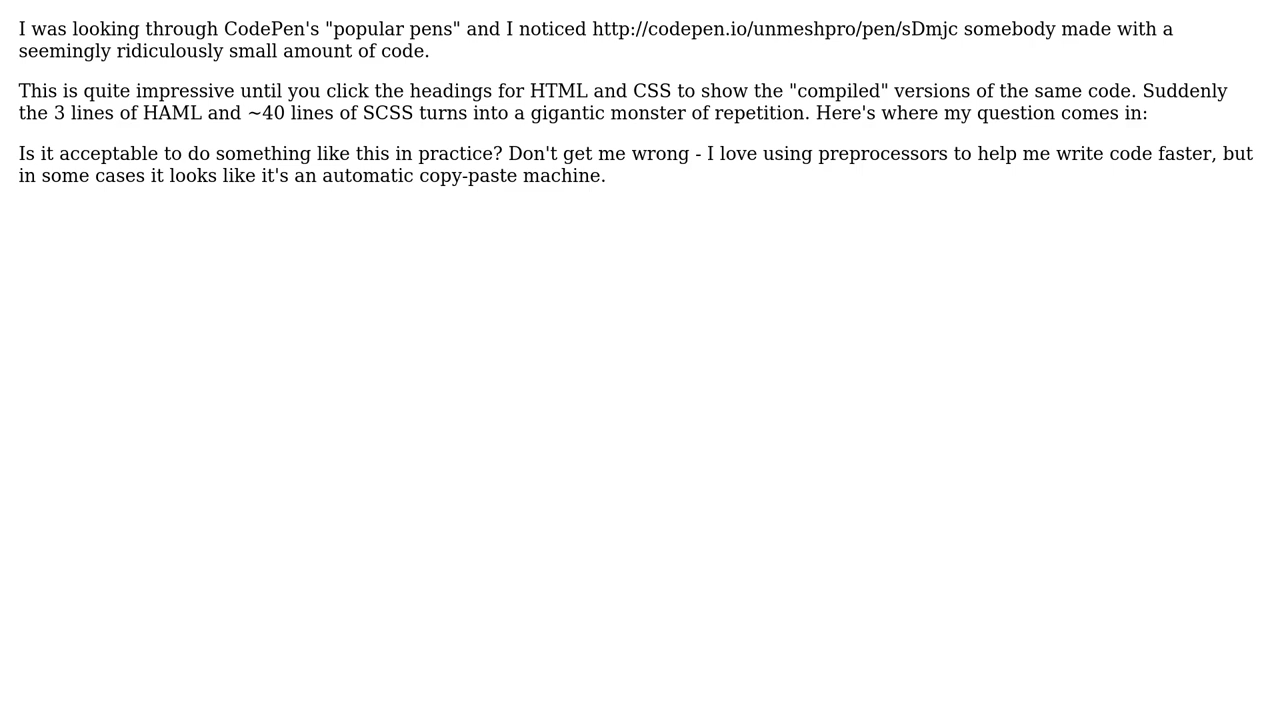 I was looking through CodePen's "popular pens" and I noticed http://codepen.io/unmeshpro/pen/sDmjc somebody made with a
seemingly ridiculously small amount of code.
This is quite impressive until you click the headings for HTML and CSS to show the "compiled" versions of the same code. Suddenly
the 3 lines of HAML and ~40 lines of SCSS turns into a gigantic monster of repetition. Here's where my question comes in:
Is it acceptable to do something like this in practice? Don't get me wrong - I love using preprocessors to help me write code faster, but
in some cases it looks like it's an automatic copy-paste machine.